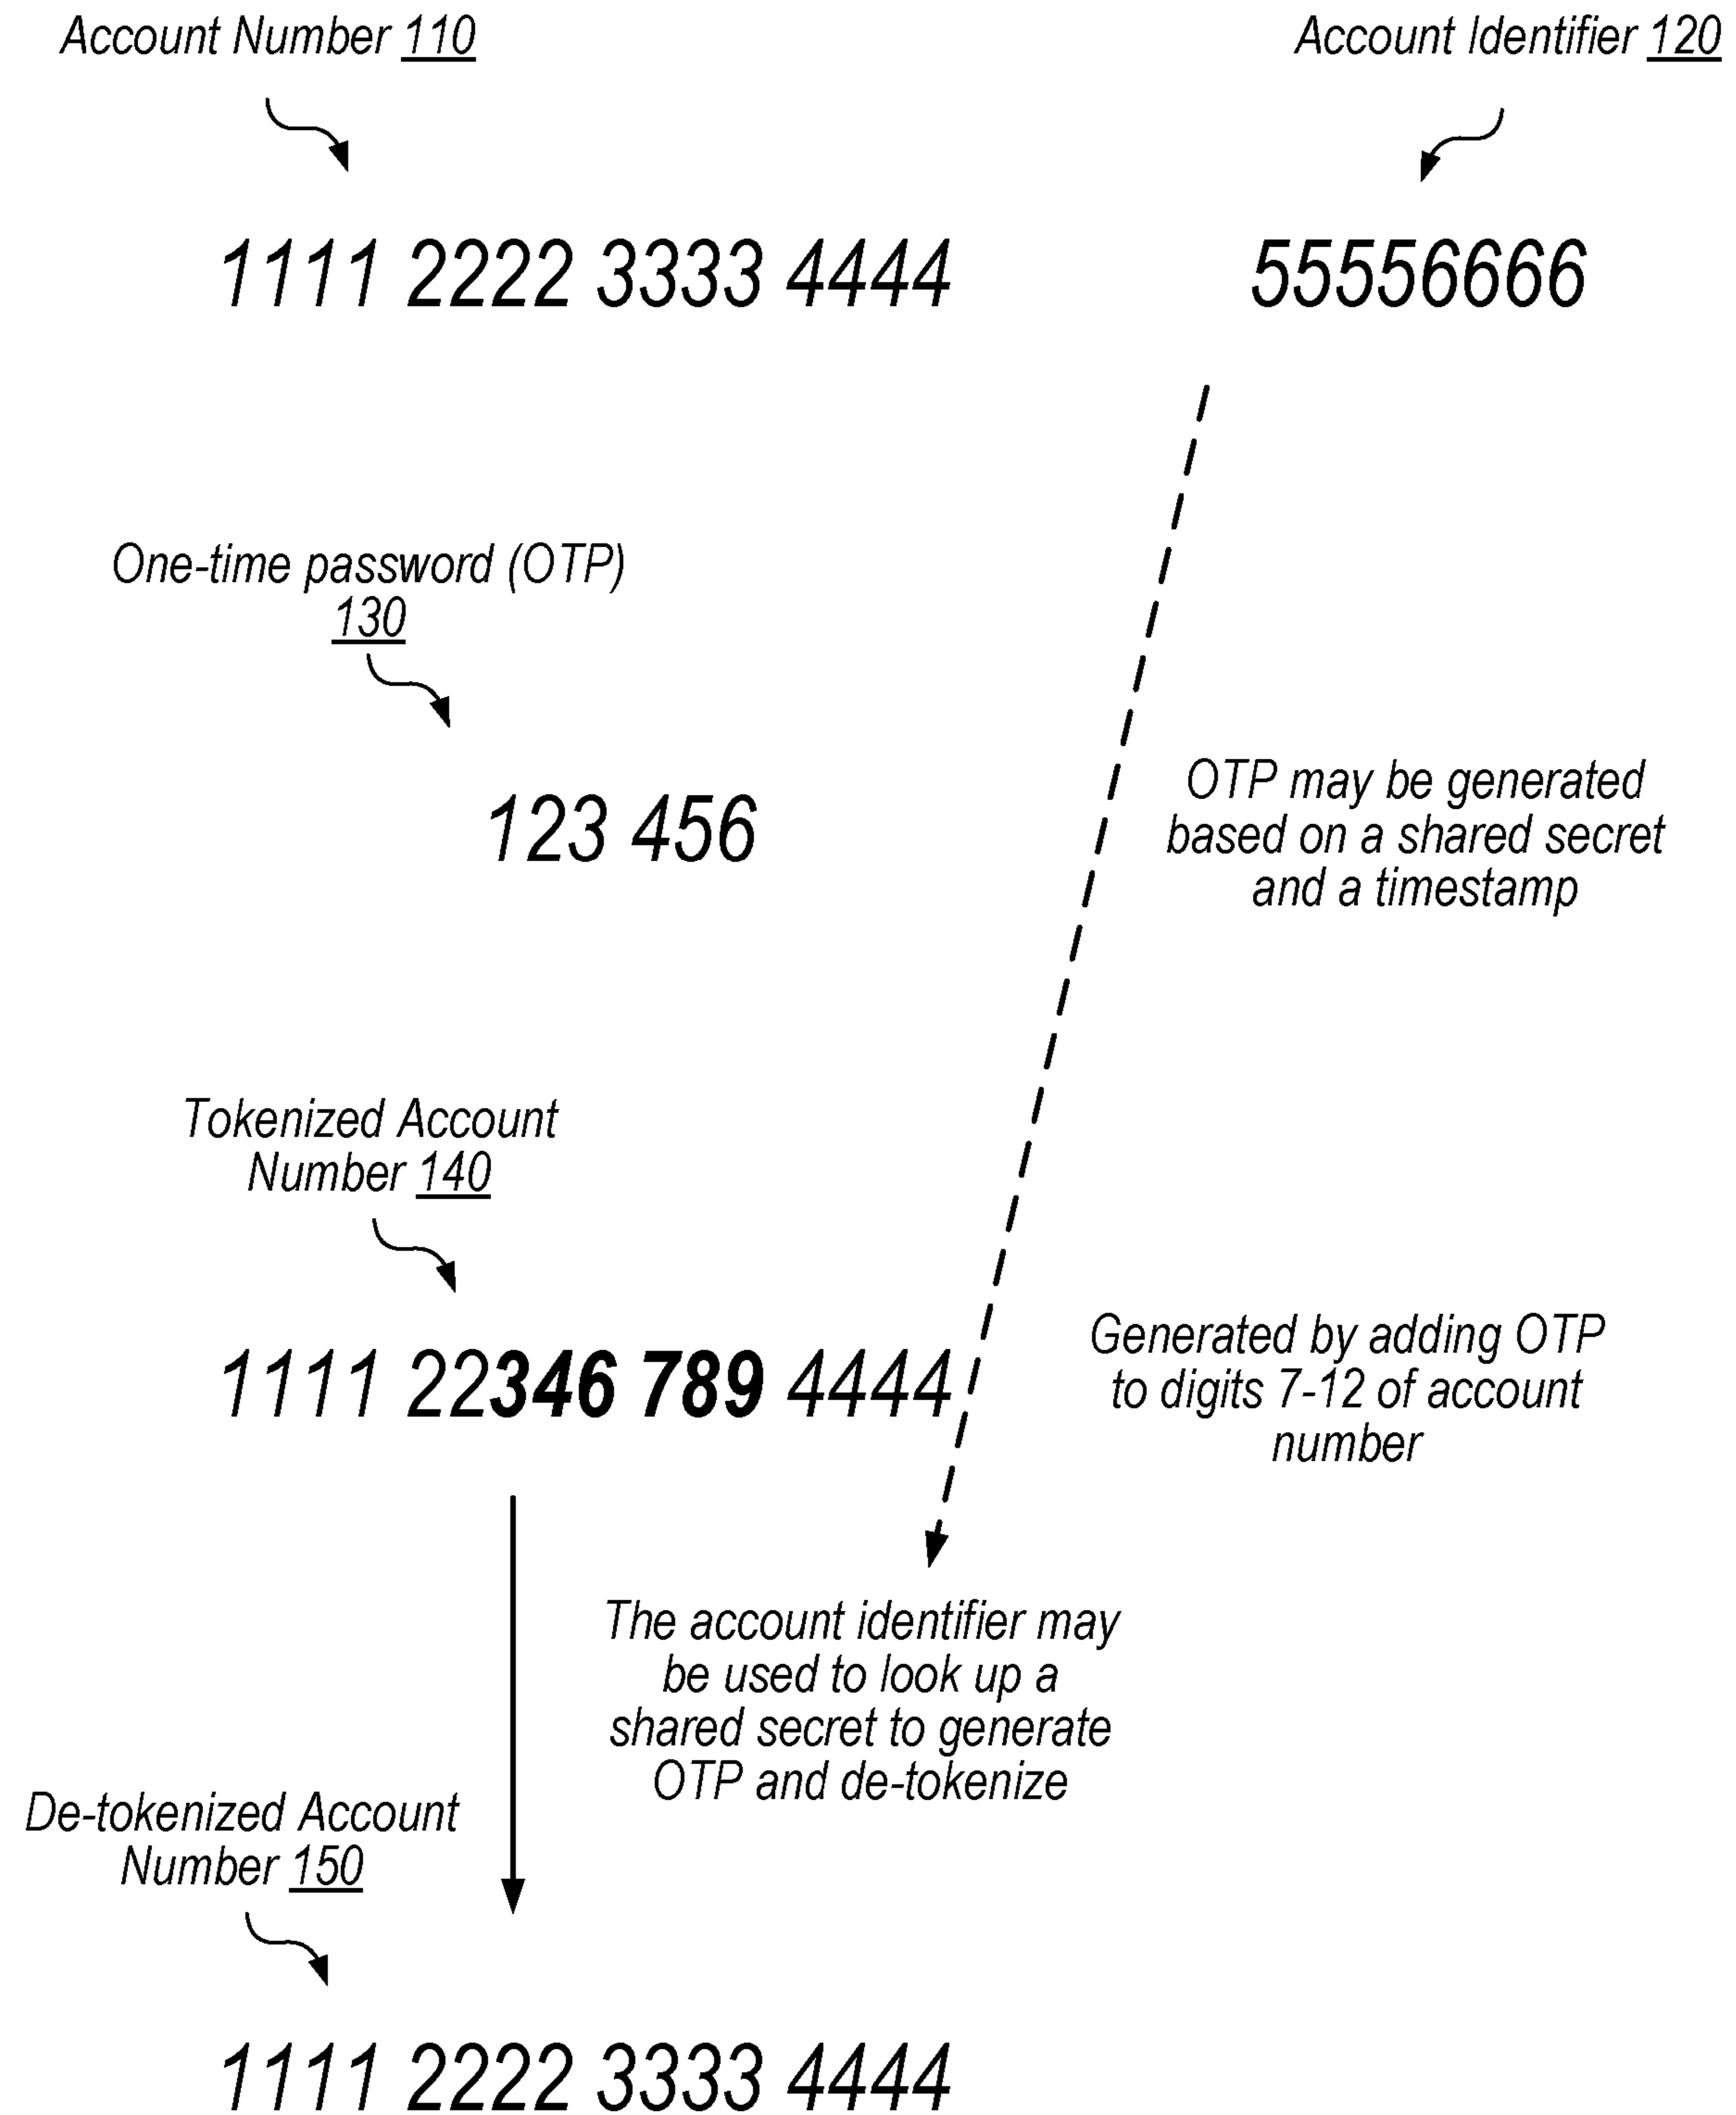 Account Number 110
Account Identifier 120
1111 2222 3333 4444
55556666
One-time password (OTP)
130
123 456
OTP may be generated
based on a shared secret
and a timestamp
Tokenized Account
Number 140
1111 22346 789 4444
Generated by adding OTP
to digits 7-12 of account
number
The account identifier may
be used to look up a
shared secret to generate
OTP and de-tokenize
De-tokenized Account
Number 150
1111 2222 3333 4444